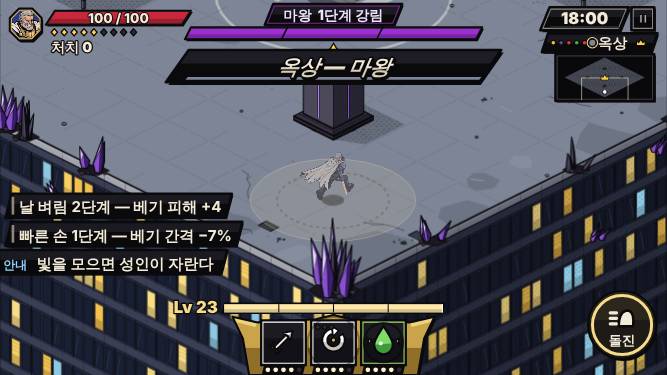 100 / 100
처치 0
마왕 1단계 강림
옥상 — 마왕
18:00
옥상
날 벼림 2단계 — 베기 피해 +4
빠른 손 1단계 — 베기 간격 −7%
안내 빛을 모으면 성인이 자란다
Lv 23
돌진